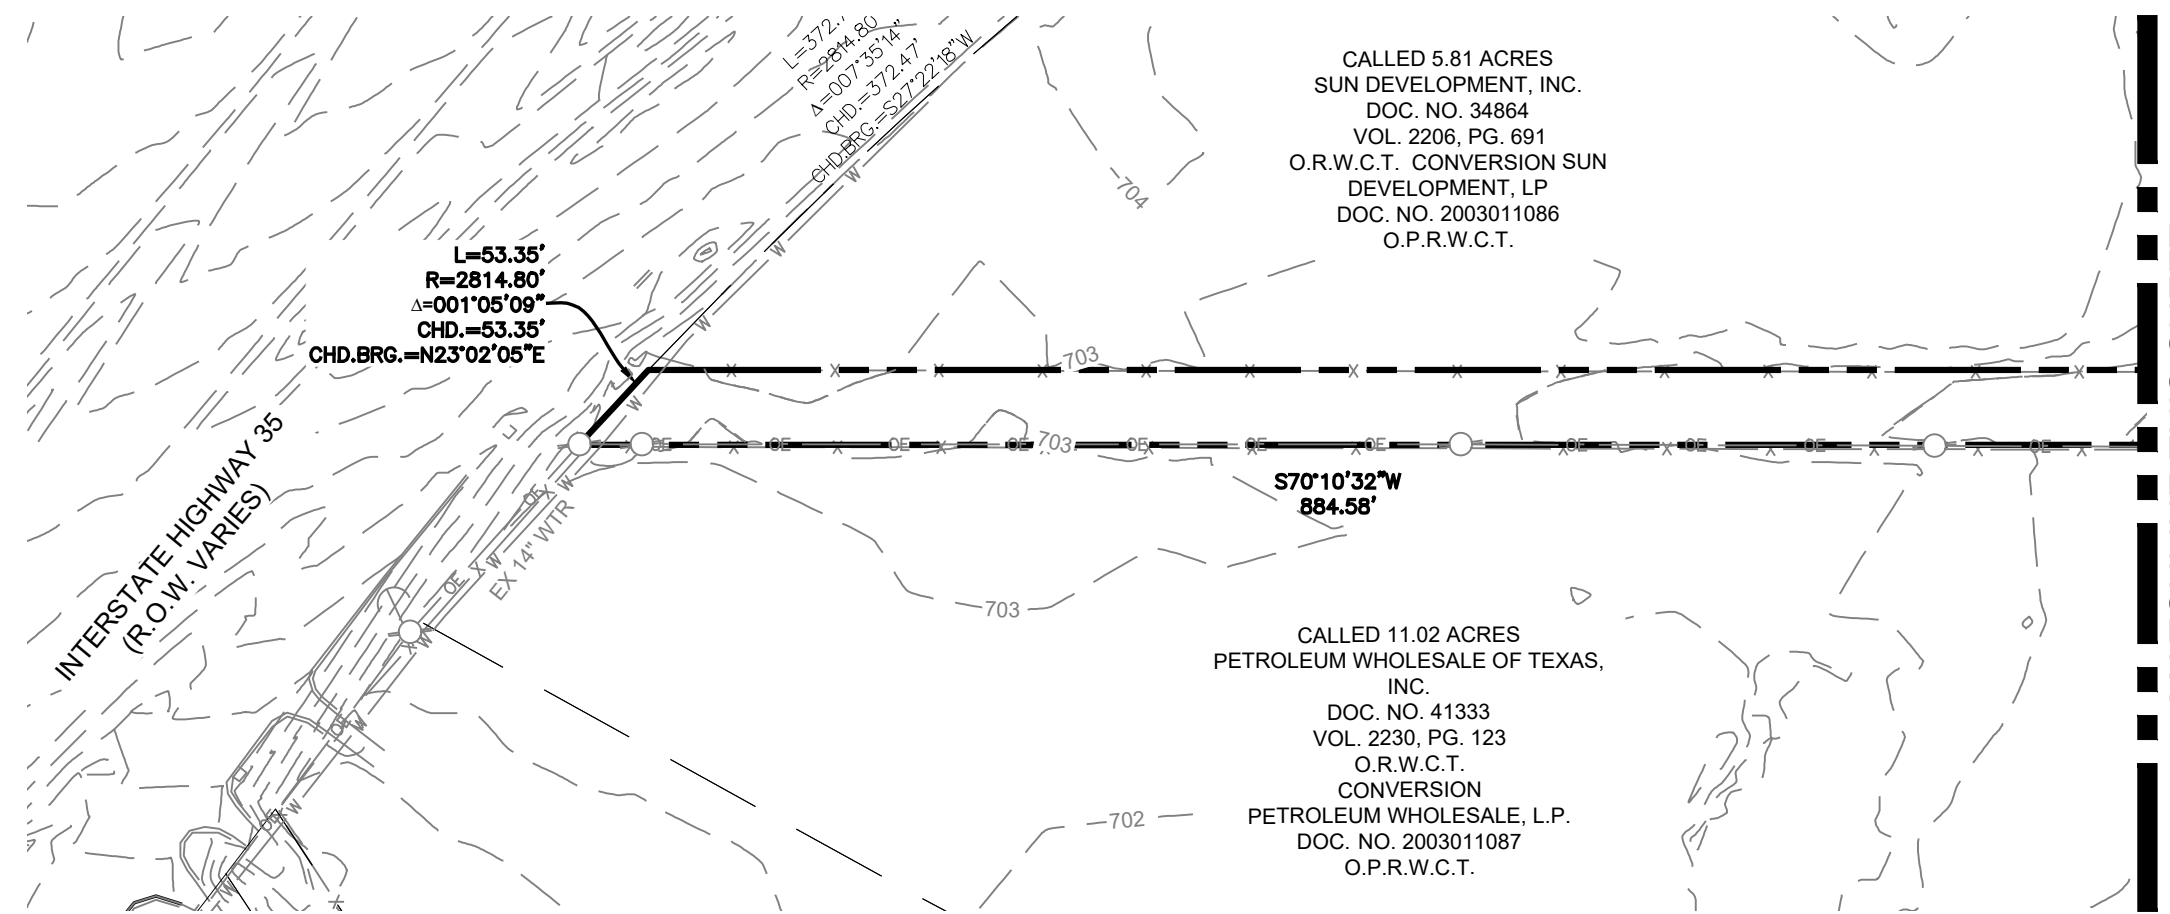 L=372.7
R=2814.80'
Δ=007°35'14"
CHD.=372.47'
CHD.BRG.=S27°22'18"W
CALLED 5.81 ACRES
SUN DEVELOPMENT, INC.
DOC. NO. 34864
VOL. 2206, PG. 691
O.R.W.C.T. CONVERSION SUN
DEVELOPMENT, LP
DOC. NO. 2003011086
O.P.R.W.C.T.
704
L=53.35'
R=2814.80'
Δ=001°05'09"
CHD.=53.35'
CHD.BRG.=N23°02'05"E
703
703
S70°10'32"W
884.58'
INTERSTATE HIGHWAY 35
(R.O.W. VARIES)
EX 14" WTR
703
CALLED 11.02 ACRES
PETROLEUM WHOLESALE OF TEXAS,
INC.
DOC. NO. 41333
VOL. 2230, PG. 123
O.R.W.C.T.
CONVERSION
PETROLEUM WHOLESALE, L.P.
DOC. NO. 2003011087
O.P.R.W.C.T.
702